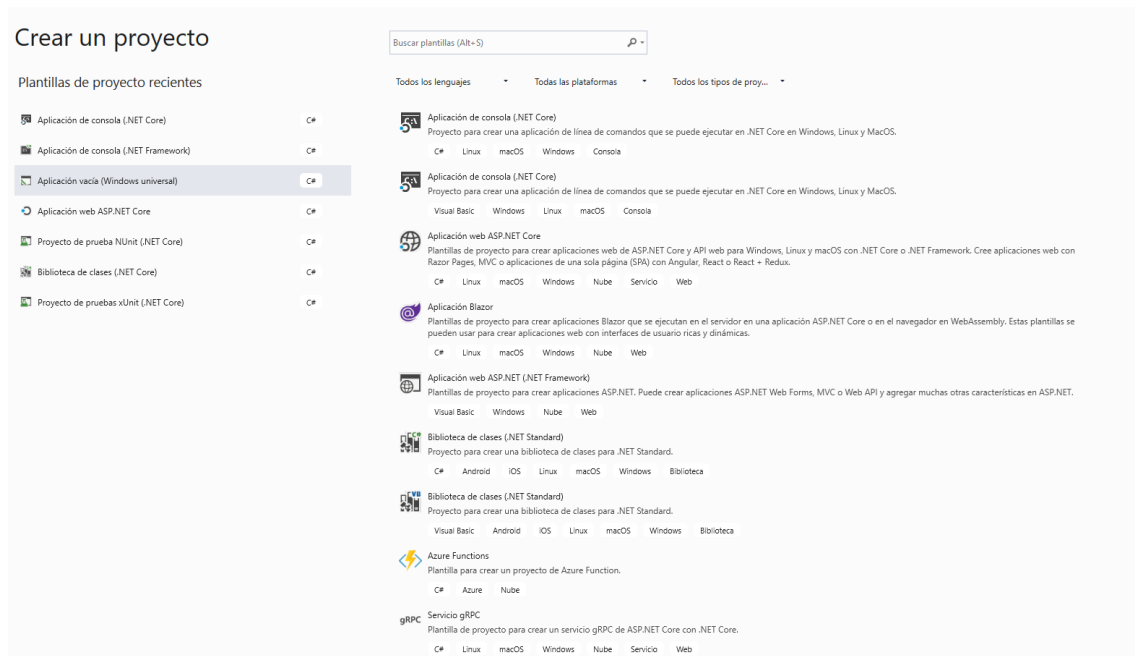 Crear un proyecto
Buscar plantillas (Alt+S)
Plantillas de proyecto recientes
Aplicación de consola (.NET Core) C#
Aplicación de consola (.NET Framework) C#
Aplicación vacía (Windows universal) C#
Aplicación web ASP.NET Core C#
Proyecto de prueba NUnit (.NET Core) C#
Biblioteca de clases (.NET Core) C#
Proyecto de pruebas xUnit (.NET Core) C#
Todos los lenguajes Todas las plataformas Todos los tipos de proy...
Aplicación de consola (.NET Core)
Proyecto para crear una aplicación de línea de comandos que se puede ejecutar en .NET Core en Windows, Linux y MacOS.
C# Linux macOS Windows Consola
Aplicación de consola (.NET Core)
Proyecto para crear una aplicación de línea de comandos que se puede ejecutar en .NET Core en Windows, Linux y MacOS.
Visual Basic Windows Linux macOS Consola
Aplicación web ASP.NET Core
Plantillas de proyecto para crear aplicaciones web de ASP.NET Core y API web para Windows, Linux y macOS con .NET Core o .NET Framework. Cree aplicaciones web con
Razor Pages, MVC o aplicaciones de una sola página (SPA) con Angular, React o React + Redux.
C# Linux macOS Windows Nube Servicio Web
Aplicación Blazor
Plantillas de proyecto para crear aplicaciones Blazor que se ejecutan en el servidor en una aplicación ASP.NET Core o en el navegador en WebAssembly. Estas plantillas se
pueden usar para crear aplicaciones web con interfaces de usuario ricas y dinámicas.
C# Linux macOS Windows Nube Web
Aplicación web ASP.NET (.NET Framework)
Plantillas de proyecto para crear aplicaciones ASP.NET. Puede crear aplicaciones ASP.NET Web Forms, MVC o Web API y agregar muchas otras características en ASP.NET.
Visual Basic Windows Nube Web
Biblioteca de clases (.NET Standard)
Proyecto para crear una biblioteca de clases para .NET Standard.
C# Android iOS Linux macOS Windows Biblioteca
Biblioteca de clases (.NET Standard)
Proyecto para crear una biblioteca de clases para .NET Standard.
Visual Basic Android iOS Linux macOS Windows Biblioteca
Azure Functions
Plantilla para crear un proyecto de Azure Function.
C# Azure Nube
gRPC Servicio gRPC
Plantilla de proyecto para crear un servicio gRPC de ASP.NET Core con .NET Core.
C# Linux macOS Windows Nube Servicio Web